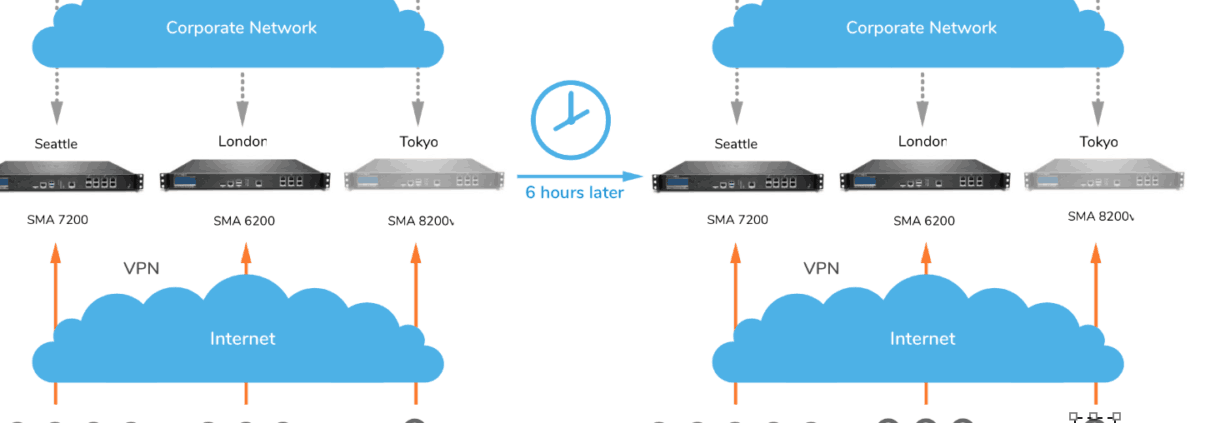 Corporate Network
Seattle
London
Tokyo
SMA 7200
SMA 6200
SMA 8200v
VPN
Internet
6 hours later
Corporate Network
Seattle
London
Tokyo
SMA 7200
SMA 6200
SMA 8200v
VPN
Internet